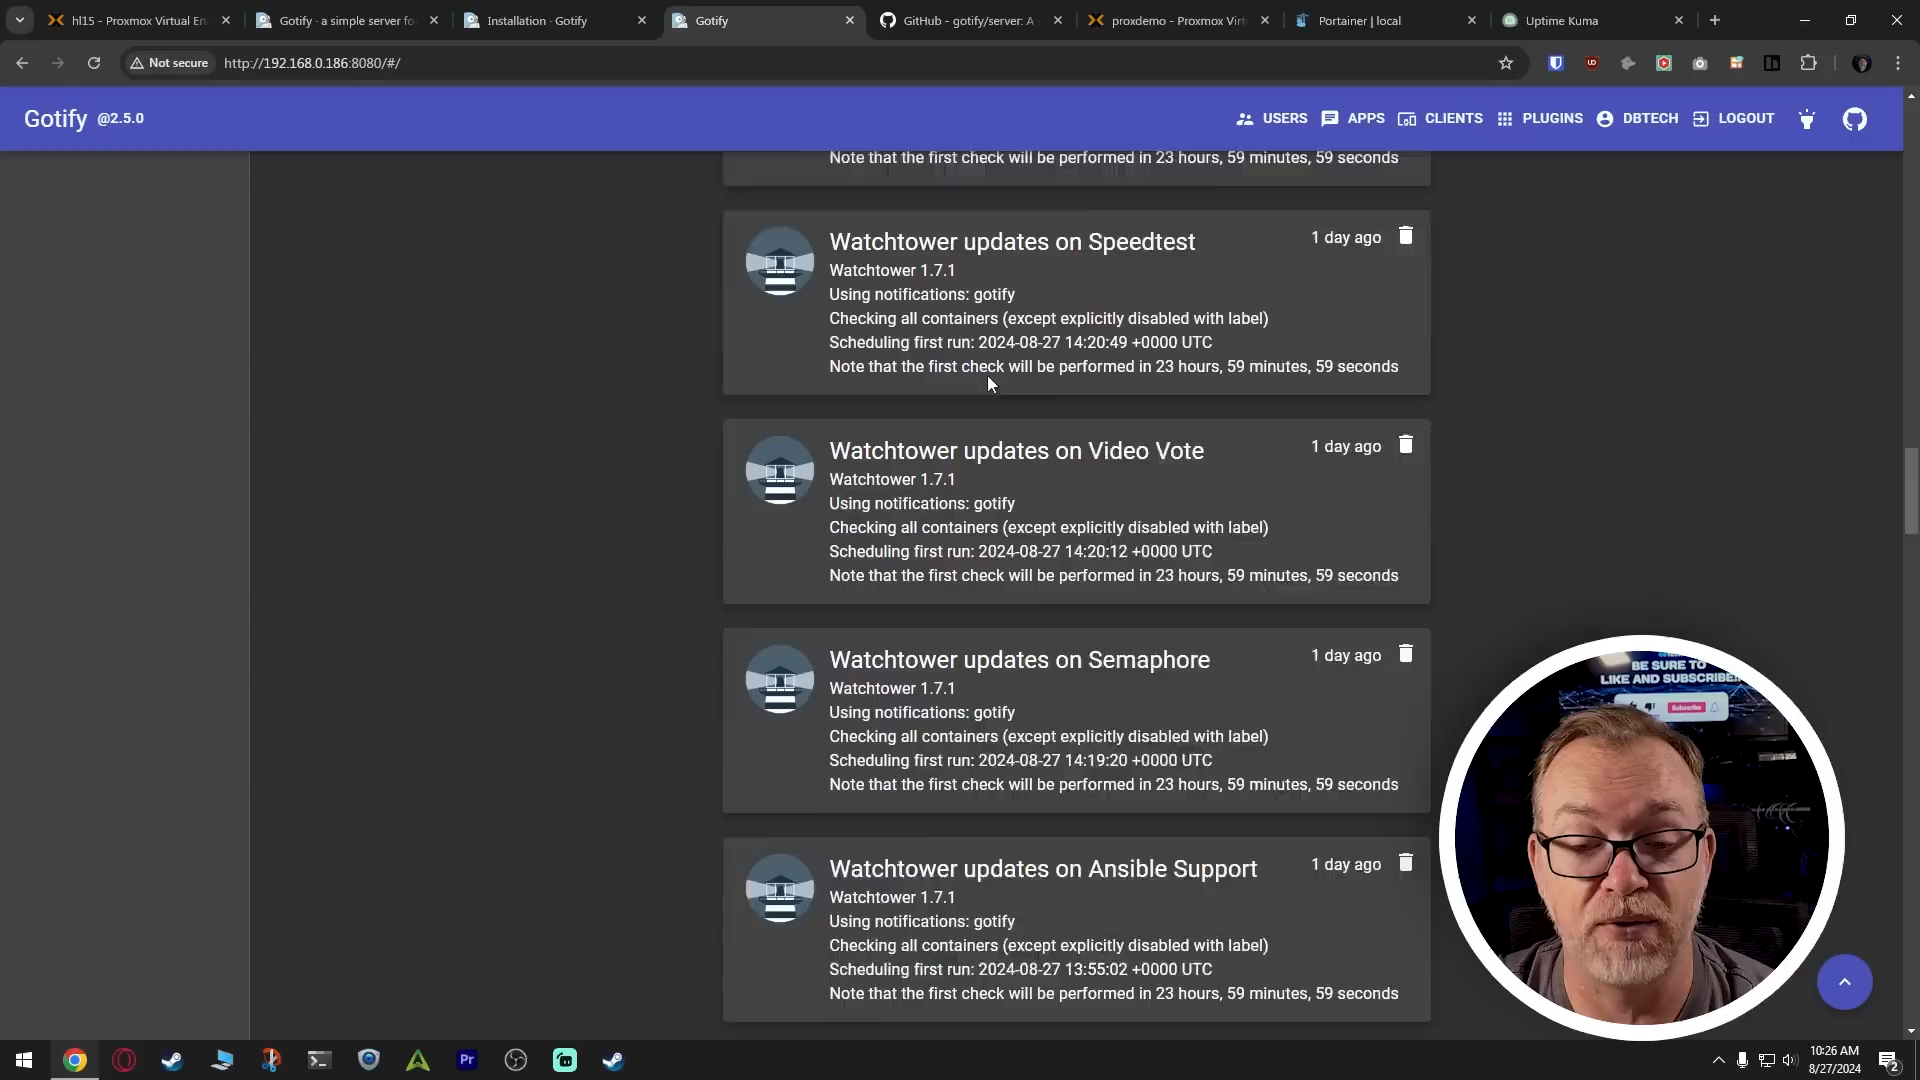 hl15 - Proxmox Virtual En
Gotify · a simple server fo
Installation · Gotify
Gotify
GitHub - gotify/server: A
proxdemo - Proxmox Virt
Portainer | local
Uptime Kuma
Not secure
http://192.168.0.186:8080/#/
Gotify @2.5.0
USERS
APPS
CLIENTS
PLUGINS
DBTECH
LOGOUT
Note that the first check will be performed in 23 hours, 59 minutes, 59 seconds
Watchtower updates on Speedtest
1 day ago
Watchtower 1.7.1
Using notifications: gotify
Checking all containers (except explicitly disabled with label)
Scheduling first run: 2024-08-27 14:20:49 +0000 UTC
Note that the first check will be performed in 23 hours, 59 minutes, 59 seconds
Watchtower updates on Video Vote
1 day ago
Watchtower 1.7.1
Using notifications: gotify
Checking all containers (except explicitly disabled with label)
Scheduling first run: 2024-08-27 14:20:12 +0000 UTC
Note that the first check will be performed in 23 hours, 59 minutes, 59 seconds
Watchtower updates on Semaphore
1 day ago
Watchtower 1.7.1
Using notifications: gotify
Checking all containers (except explicitly disabled with label)
Scheduling first run: 2024-08-27 14:19:20 +0000 UTC
Note that the first check will be performed in 23 hours, 59 minutes, 59 seconds
Watchtower updates on Ansible Support
1 day ago
Watchtower 1.7.1
Using notifications: gotify
Checking all containers (except explicitly disabled with label)
Scheduling first run: 2024-08-27 13:55:02 +0000 UTC
Note that the first check will be performed in 23 hours, 59 minutes, 59 seconds
BE SURE TO
LIKE AND SUBSCRIBE!
Subscribe
Pr
10:26 AM
8/27/2024
2